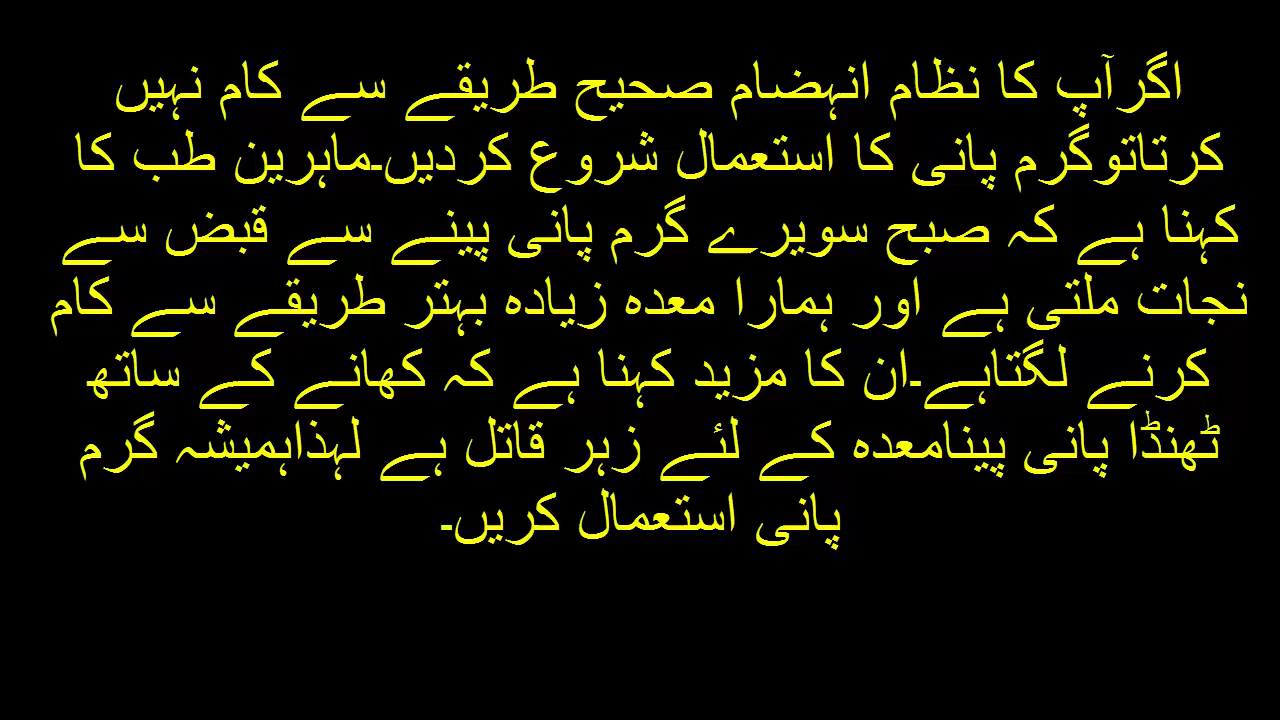 اگرآپ کا نظام انہضام صحیح طریقے سے کام نہیں
کرتاتوگرم پانی کا استعمال شروع کردیں۔ماہرین طب کا
کہنا ہے کہ صبح سویرے گرم پانی پینے سے قبض سے
نجات ملتی ہے اور ہمارا معدہ زیادہ بہتر طریقے سے کام
کرنے لگتاہے۔ان کا مزید کہنا ہے کہ کھانے کے ساتھ
ٹھنڈا پانی پینامعدہ کے لئے زہر قاتل ہے لہذاہمیشہ گرم
پانی استعمال کریں۔